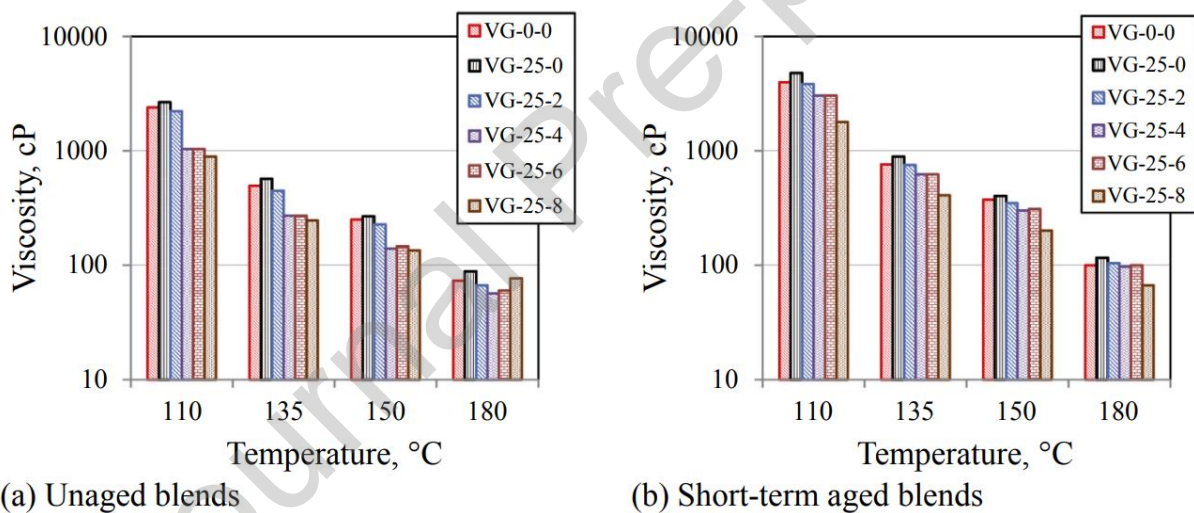 10000
1000
100
10
Viscosity, cP
VG-0-0
VG-25-0
VG-25-2
VG-25-4
VG-25-6
VG-25-8
110 135 150 180
Temperature, °C
(a) Unaged blends
10000
1000
100
10
Viscosity, cP
VG-0-0
VG-25-0
VG-25-2
VG-25-4
VG-25-6
VG-25-8
110 135 150 180
Temperature, °C
(b) Short-term aged blends
urnal Pre-p